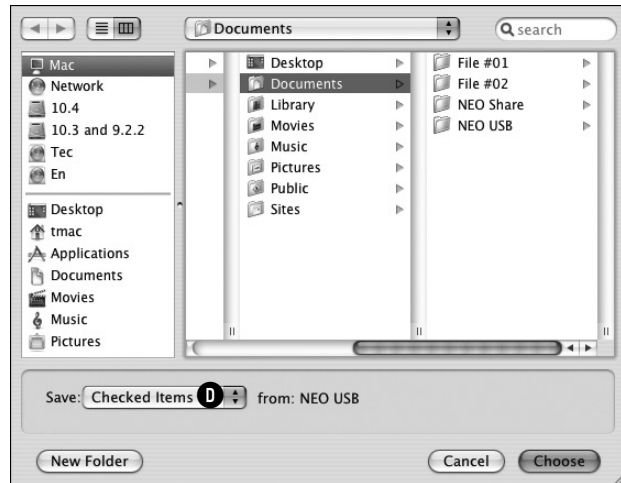 Documents
search
Mac
Network
10.4
10.3 and 9.2.2
Tec
En
Desktop
tmac
Applications
Documents
Movies
Music
Pictures
Desktop
Documents
Library
Movies
Music
Pictures
Public
Sites
File #01
File #02
NEO Share
NEO USB
Save: Checked Items D from: NEO USB
New Folder Cancel Choose